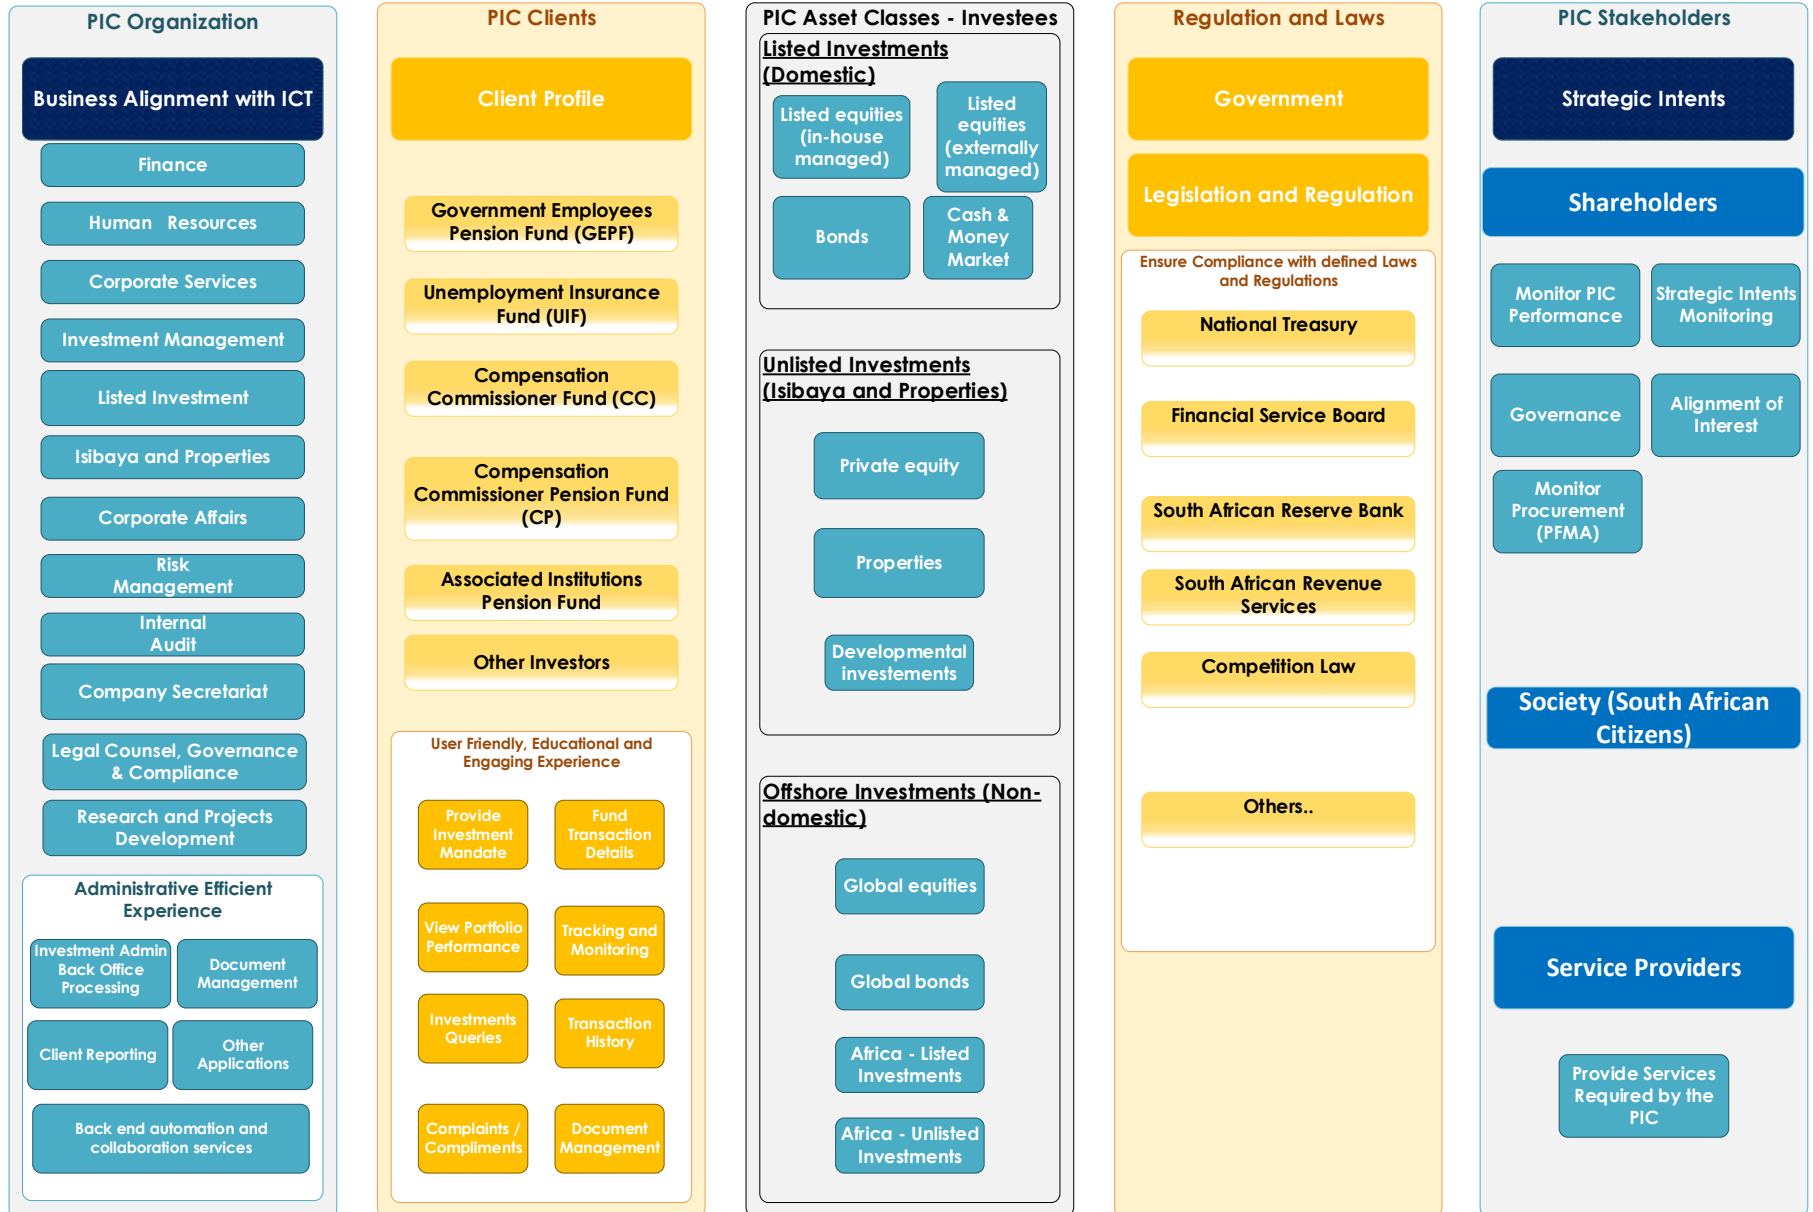 PIC Organization
Business Alignment with ICT
Finance
Human Resources
Corporate Services
Investment Management
Listed Investment
Isibaya and Properties
Corporate Affairs
Risk
Management
Internal
Audit
Company Secretariat
Legal Counsel, Governance
& Compliance
Research and Projects
Development
Administrative Efficient
Experience
Investment Admin
Back Office
Processing
Document
Management
Client Reporting
Other
Applications
Back end automation and
collaboration services
PIC Clients
Client Profile
Government Employees
Pension Fund (GEPF)
Unemployment Insurance
Fund (UIF)
Compensation
Commissioner Fund (CC)
Compensation
Commissioner Pension Fund
(CP)
Associated Institutions
Pension Fund
Other Investors
User Friendly, Educational and
Engaging Experience
Provide
Investment
Mandate
Fund
Transaction
Details
View Portfolio
Performance
Tracking and
Monitoring
Investments
Queries
Transaction
History
Complaints /
Compliments
Document
Management
PIC Asset Classes - Investees
Listed Investments
(Domestic)
Listed equities
(in-house
managed)
Listed
equities
(externally
managed)
Bonds
Cash &
Money
Market
Unlisted Investments
(Isibaya and Properties)
Private equity
Properties
Developmental
investements
Offshore Investments (Non-
domestic)
Global equities
Global bonds
Africa - Listed
Investments
Africa - Unlisted
Investments
Regulation and Laws
Government
Legislation and Regulation
Ensure Compliance with defined Laws
and Regulations
National Treasury
Financial Service Board
South African Reserve Bank
South African Revenue
Services
Competition Law
Others..
PIC Stakeholders
Strategic Intents
Shareholders
Monitor PIC
Performance
Strategic Intents
Monitoring
Governance
Alignment of
Interest
Monitor
Procurement
(PFMA)
Society (South African
Citizens)
Service Providers
Provide Services
Required by the
PIC